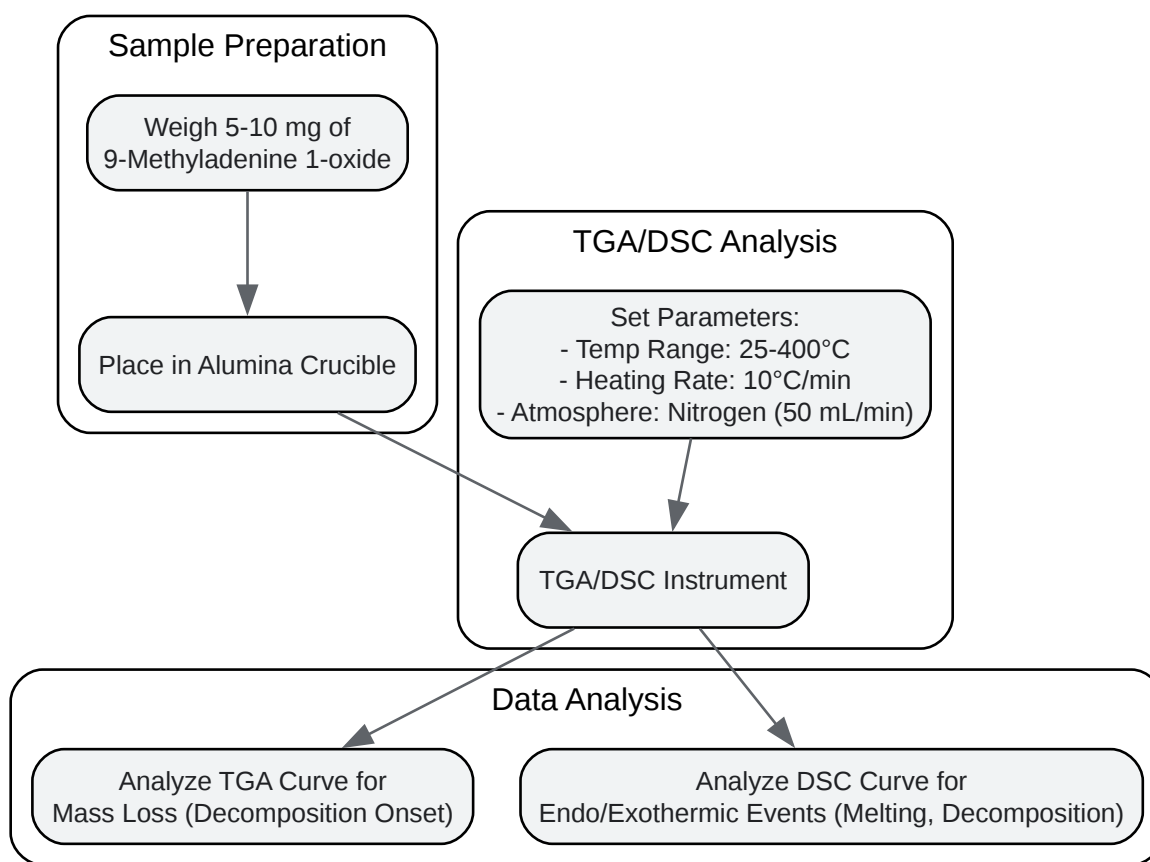 Sample Preparation
Weigh 5-10 mg of
9-Methyladenine 1-oxide
Place in Alumina Crucible
TGA/DSC Analysis
Set Parameters:
- Temp Range: 25-400°C
- Heating Rate: 10°C/min
- Atmosphere: Nitrogen (50 mL/min)
TGA/DSC Instrument
Data Analysis
Analyze TGA Curve for
Mass Loss (Decomposition Onset)
Analyze DSC Curve for
Endo/Exothermic Events (Melting, Decomposition)